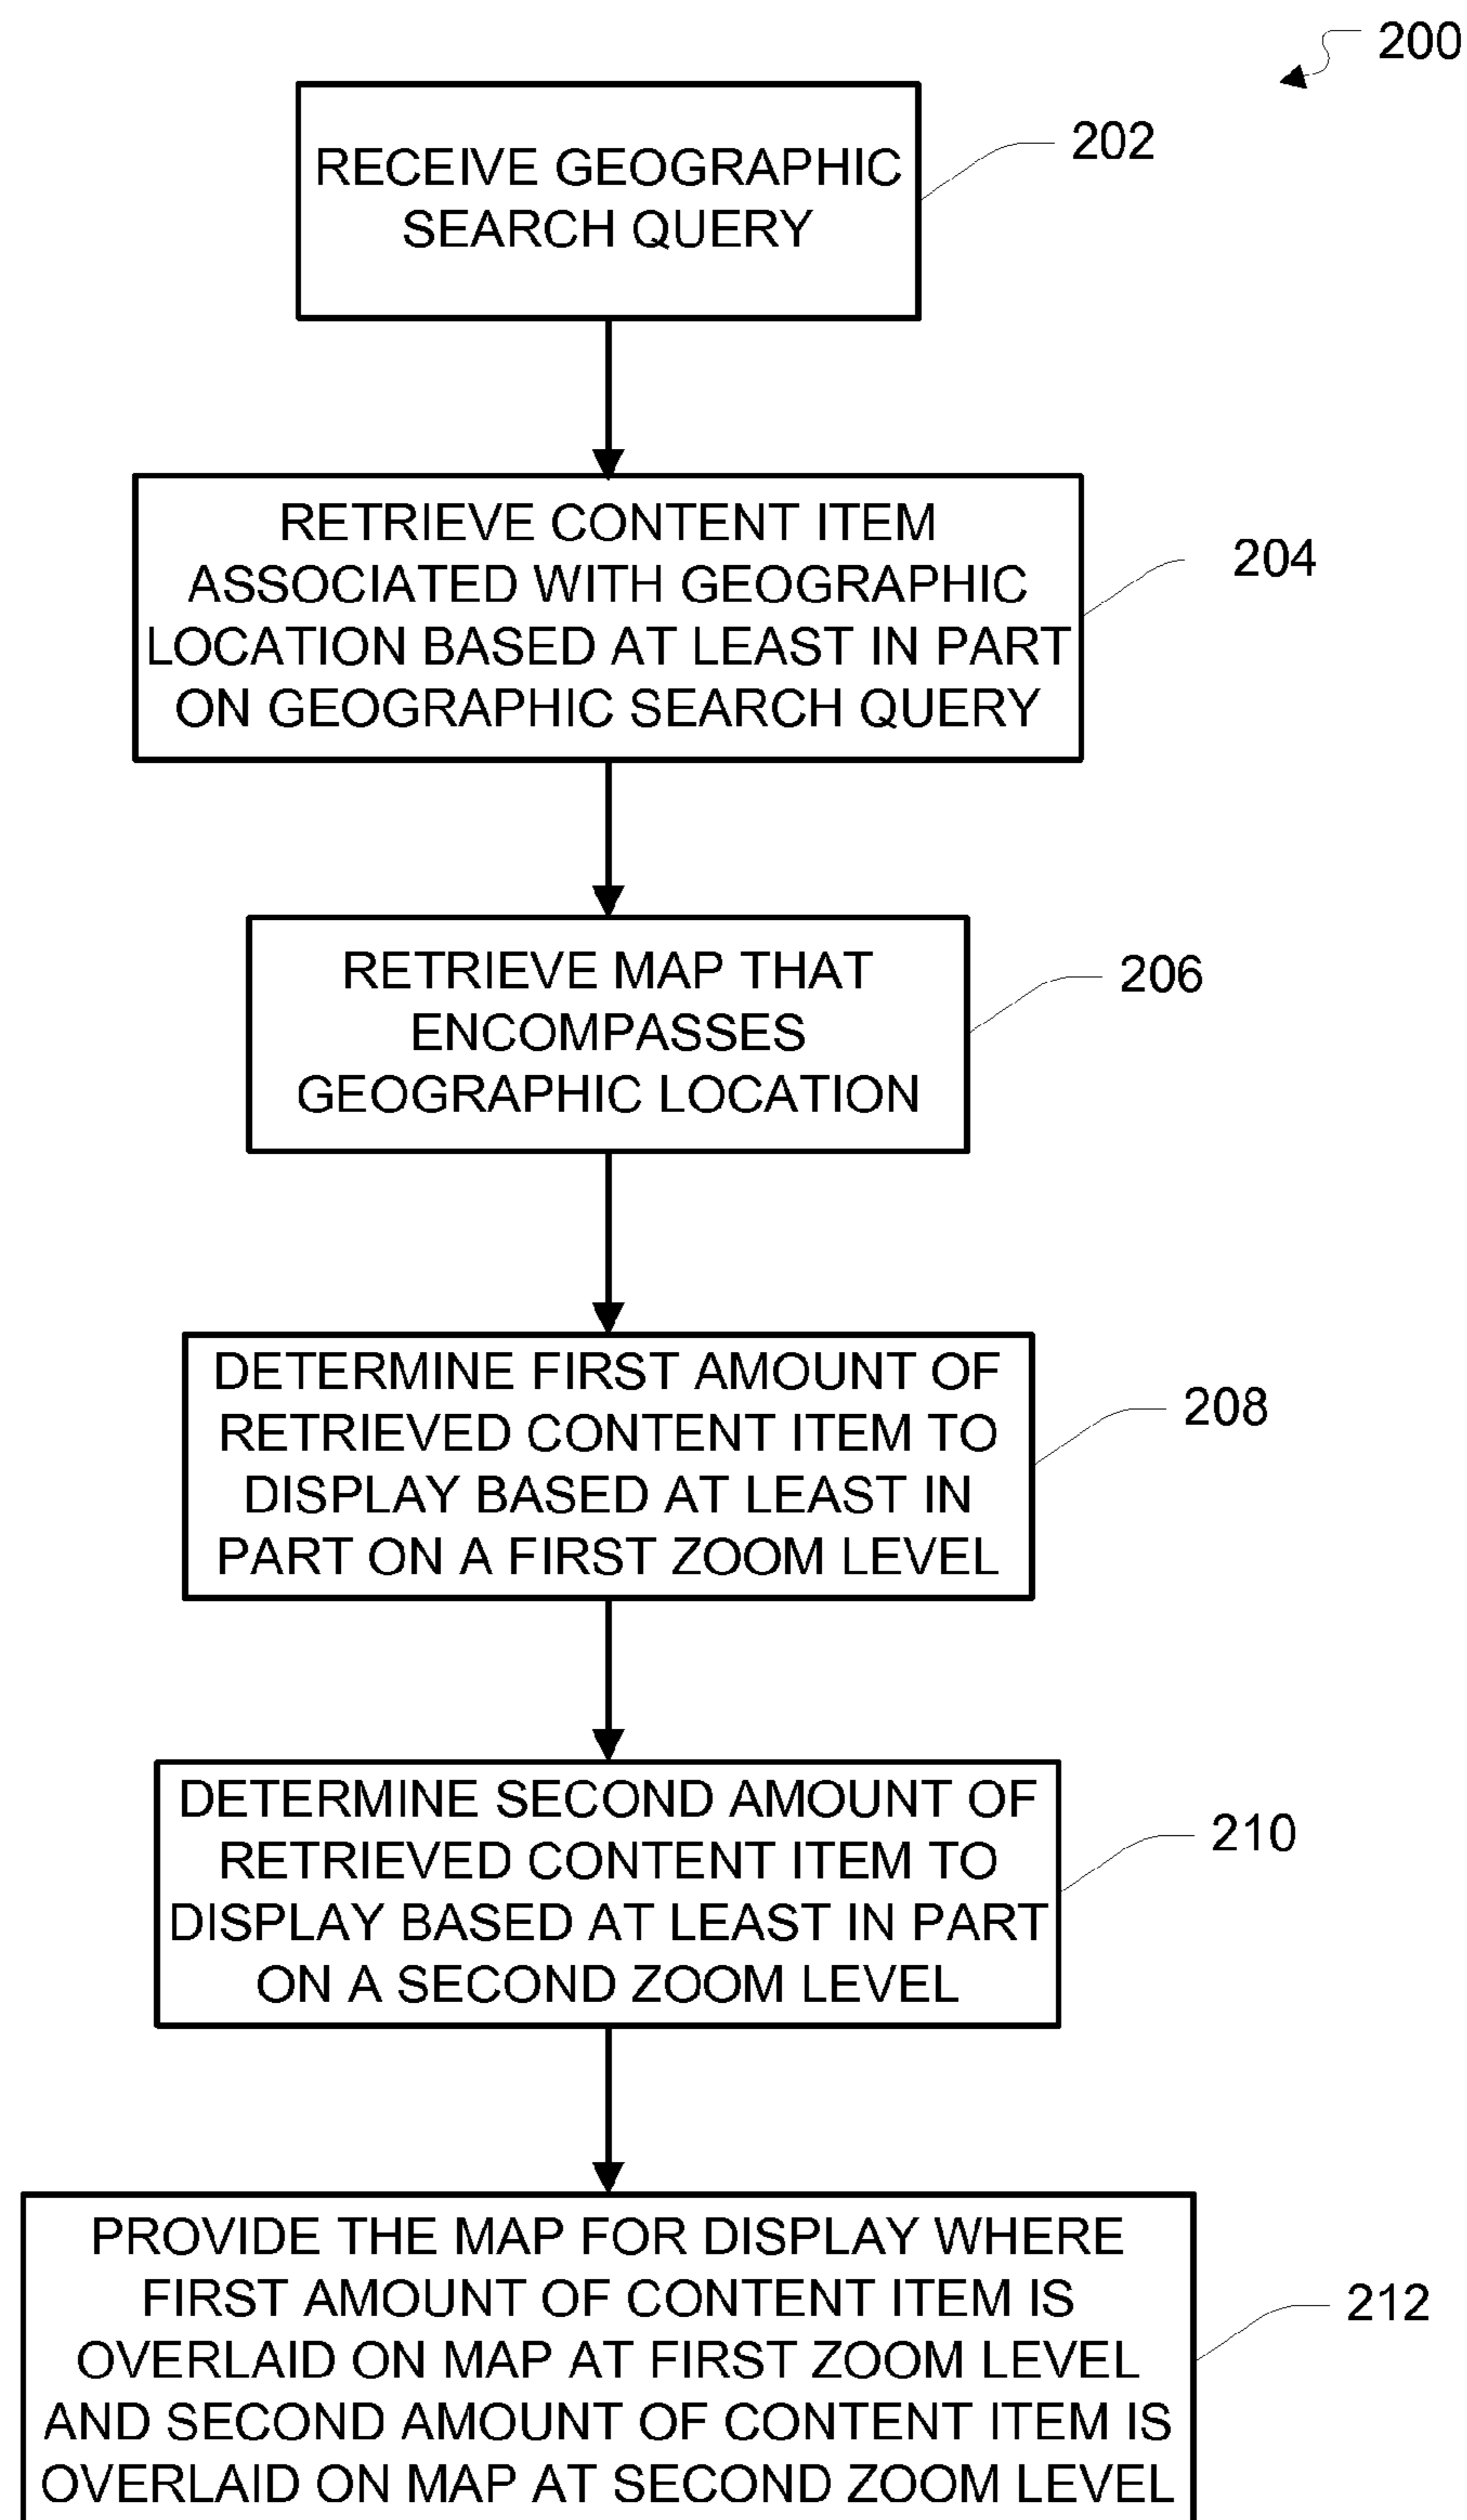 200
RECEIVE GEOGRAPHIC
SEARCH QUERY
202
RETRIEVE CONTENT ITEM
ASSOCIATED WITH GEOGRAPHIC
LOCATION BASED AT LEAST IN PART
ON GEOGRAPHIC SEARCH QUERY
204
RETRIEVE MAP THAT
ENCOMPASSES
GEOGRAPHIC LOCATION
206
DETERMINE FIRST AMOUNT OF
RETRIEVED CONTENT ITEM TO
DISPLAY BASED AT LEAST IN
PART ON A FIRST ZOOM LEVEL
208
DETERMINE SECOND AMOUNT OF
RETRIEVED CONTENT ITEM TO
DISPLAY BASED AT LEAST IN PART
ON A SECOND ZOOM LEVEL
210
PROVIDE THE MAP FOR DISPLAY WHERE
FIRST AMOUNT OF CONTENT ITEM IS
OVERLAID ON MAP AT FIRST ZOOM LEVEL
AND SECOND AMOUNT OF CONTENT ITEM IS
OVERLAID ON MAP AT SECOND ZOOM LEVEL
212